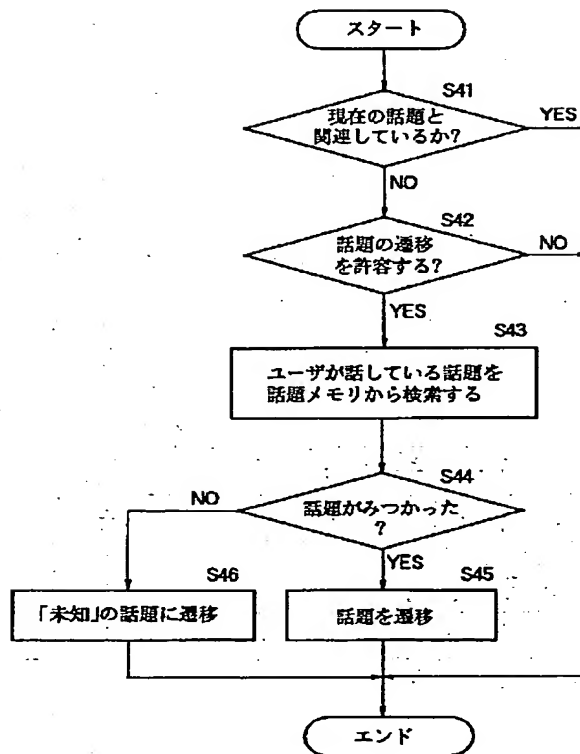 スタート
S41
現在の話題と
関連しているか?
YES
NO
S42
話題の遷移
を許容する?
NO
YES
S43
ユーザが話している話題を
話題メモリから検索する
S44
話題がみつかった
?
NO
YES
S46
「未知」の話題に遷移
S45
話題を遷移
エンド